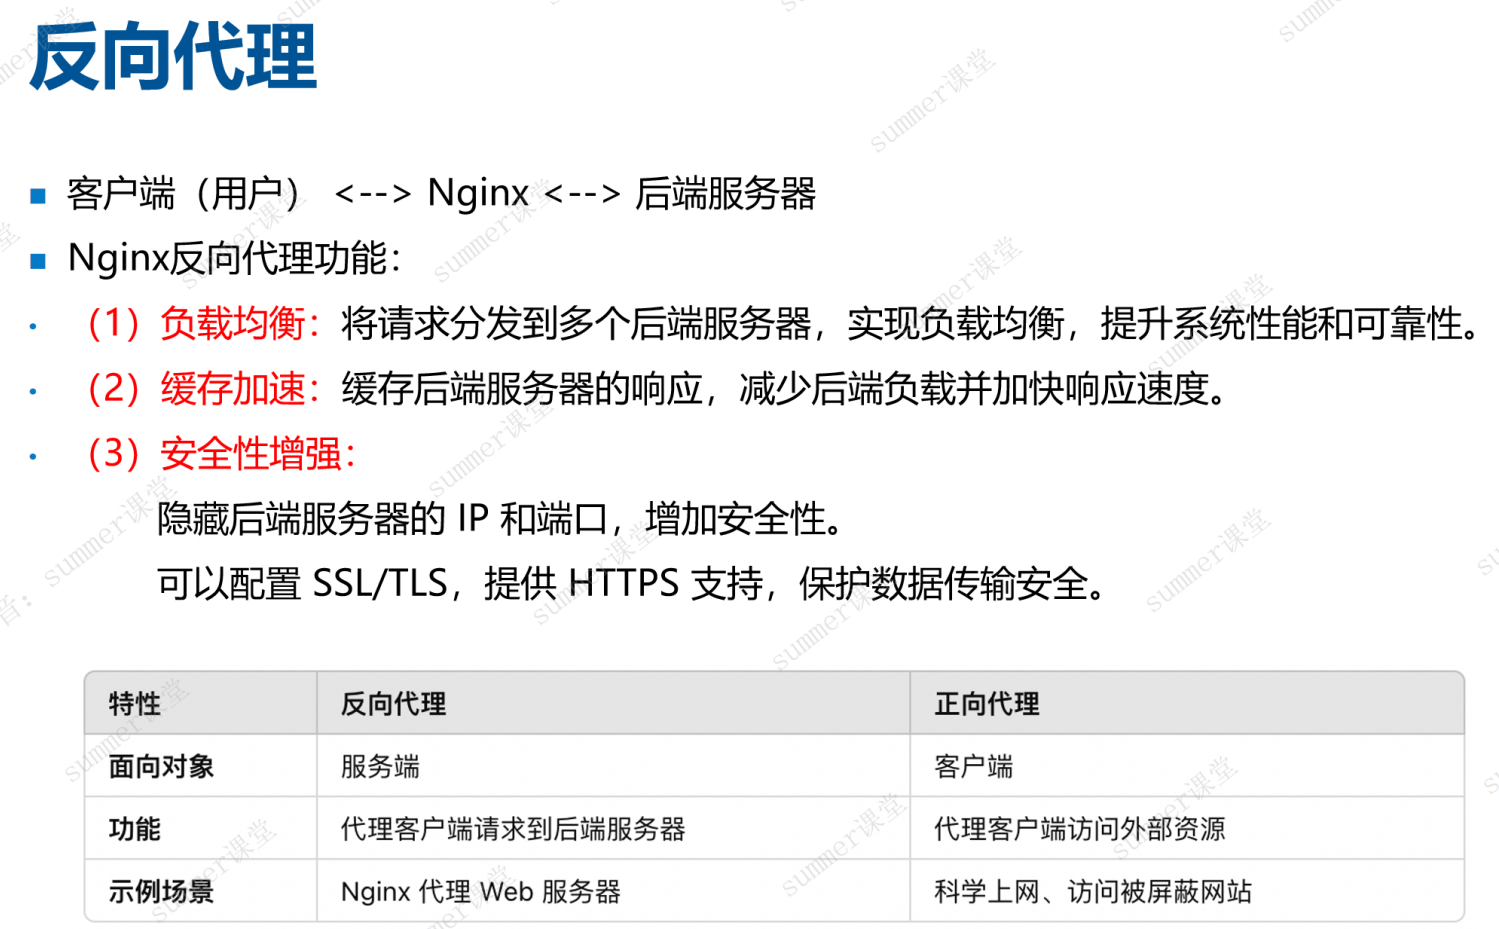 反向代理
客户端（用户） <--> Nginx <--> 后端服务器
Nginx反向代理功能：
（1）负载均衡：将请求分发到多个后端服务器，实现负载均衡，提升系统性能和可靠性。
（2）缓存加速：缓存后端服务器的响应，减少后端负载并加快响应速度。
（3）安全性增强：
隐藏后端服务器的 IP 和端口，增加安全性。
可以配置 SSL/TLS，提供 HTTPS 支持，保护数据传输安全。
特性 反向代理 正向代理
面向对象 服务端 客户端
功能 代理客户端请求到后端服务器 代理客户端访问外部资源
示例场景 Nginx 代理 Web 服务器 科学上网、访问被屏蔽网站
summer课堂